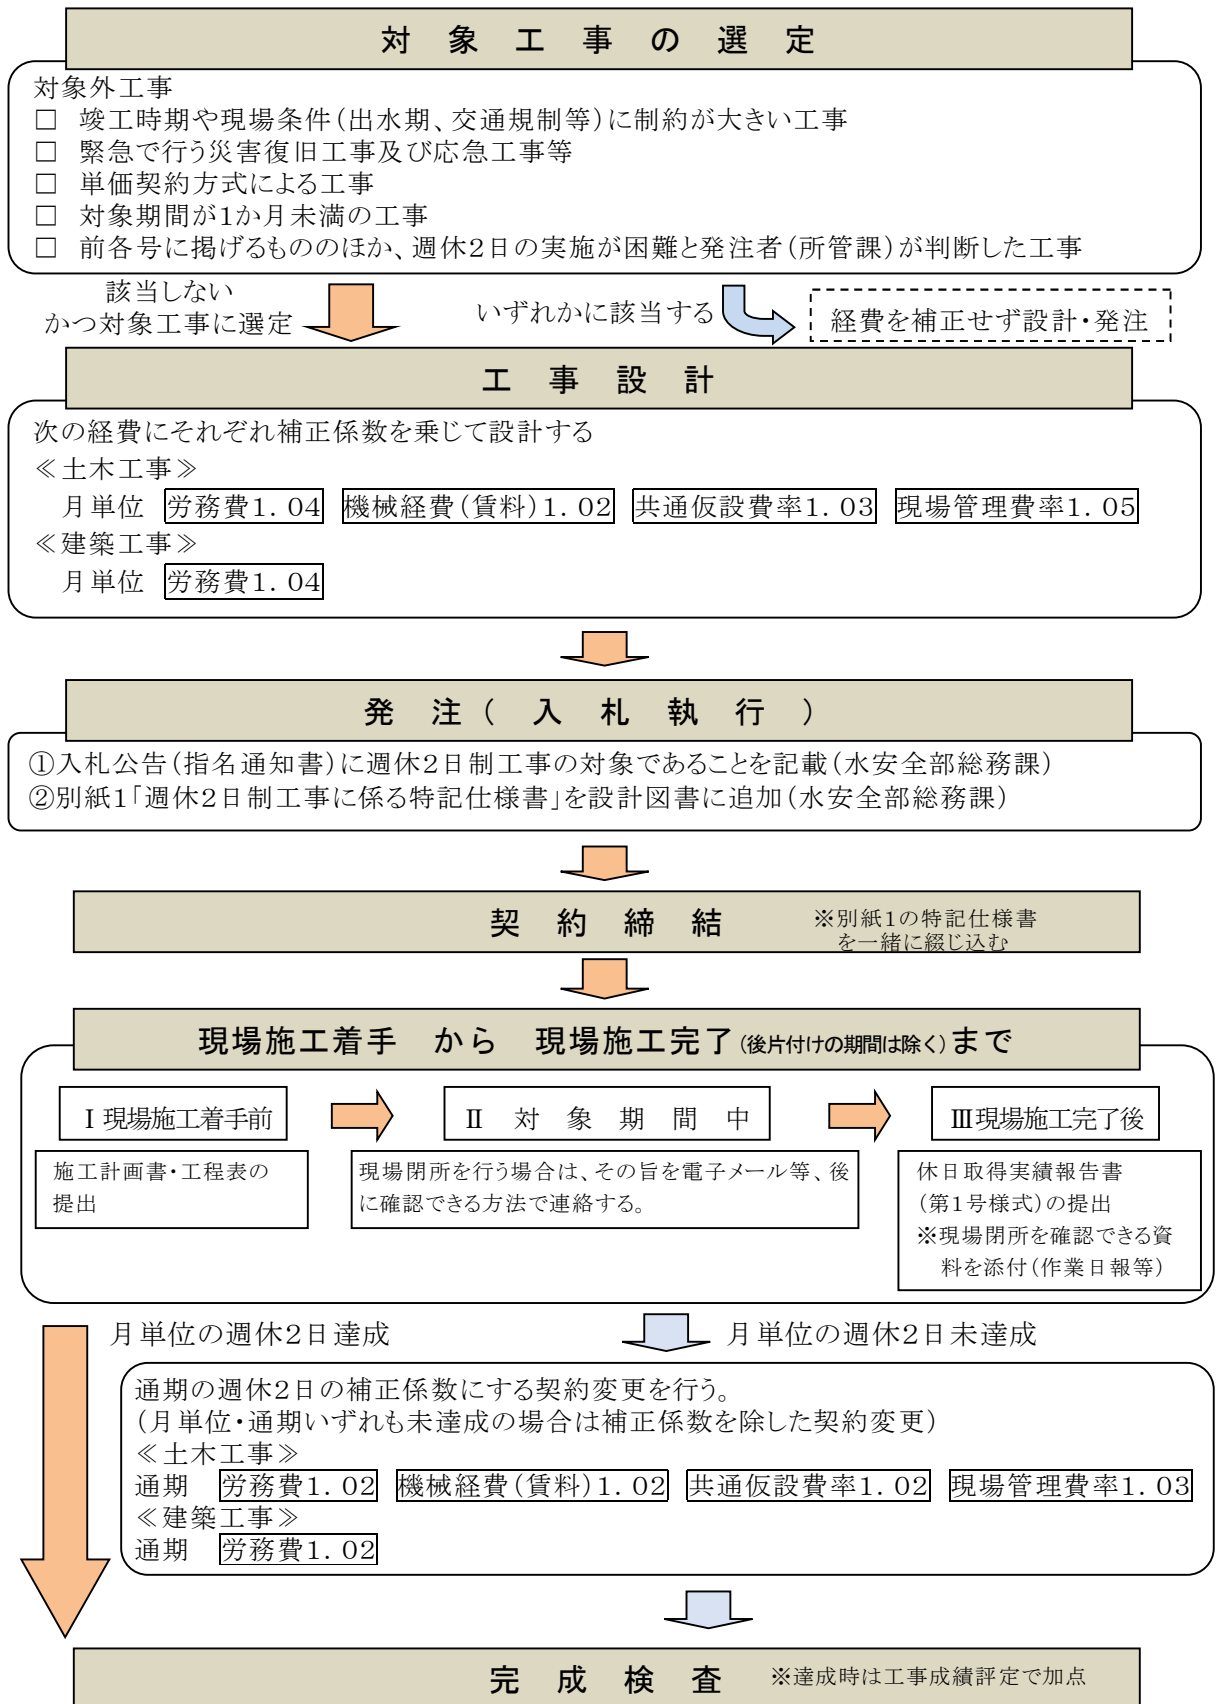 対象工事の選定
対象外工事
□ 竣工時期や現場条件(出水期、交通規制等)に制約が大きい工事
□ 緊急で行う災害復旧工事及び応急工事等
□ 単価契約方式による工事
□ 対象期間が1か月未満の工事
□ 前各号に掲げるもののほか、週休2日の実施が困難と発注者(所管課)が判断した工事
該当しない
かつ対象工事に選定
いずれかに該当する
経費を補正せず設計・発注
工事設計
次の経費にそれぞれ補正係数を乗じて設計する
≪土木工事≫
月単位 労務費1.04 機械経費(賃料)1.02 共通仮設費率1.03 現場管理費率1.05
≪建築工事≫
月単位 労務費1.04
発注(入札執行)
①入札公告(指名通知書)に週休2日制工事の対象であることを記載(水安全部総務課)
②別紙1「週休2日制工事に係る特記仕様書」を設計図書に追加(水安全部総務課)
契約締結 ※別紙1の特記仕様書
を一緒に綴じ込む
現場施工着手 から 現場施工完了(後片付けの期間は除く)まで
Ⅰ現場施工着手前
Ⅱ 対象期間中
Ⅲ現場施工完了後
施工計画書・工程表の
提出
現場閉所を行う場合は、その旨を電子メール等、後
に確認できる方法で連絡する。
休日取得実績報告書
(第1号様式)の提出
※現場閉所を確認できる資
料を添付(作業日報等)
月単位の週休2日達成
月単位の週休2日未達成
通期の週休2日の補正係数にする契約変更を行う。
(月単位・通期いずれも未達成の場合は補正係数を除した契約変更)
≪土木工事≫
通期 労務費1.02 機械経費(賃料)1.02 共通仮設費率1.02 現場管理費率1.03
≪建築工事≫
通期 労務費1.02
完成検査 ※達成時は工事成績評定で加点